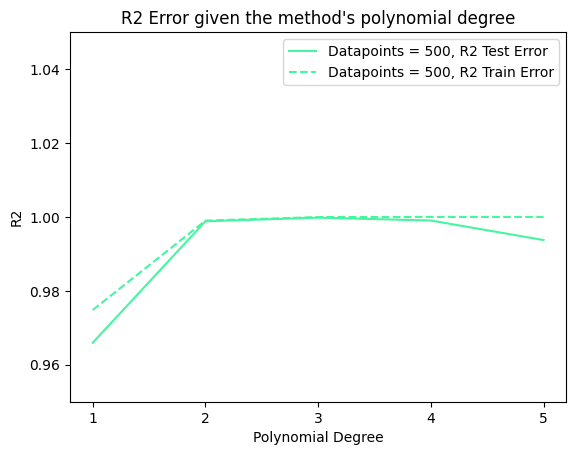 R2 Error given the method's polynomial degree
Datapoints = 500, R2 Test Error
Datapoints = 500, R2 Train Error
R2
1.04
1.02
1.00
0.98
0.96
1 2 3 4 5
Polynomial Degree